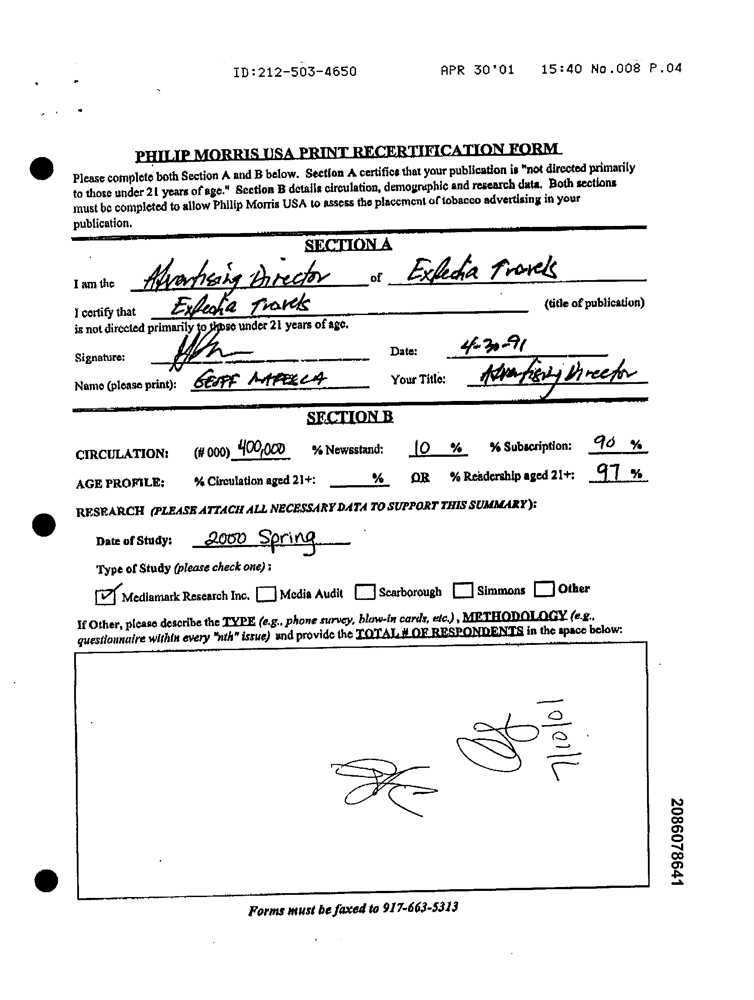 ID:212-503-4650 APR 30'01 15:40 No.008 P.04
PHILIP MORRIS USA PRINT RECERTIFICATION FORM
Please complete both Section A and B below. Section A certifies that your publication is "not directed primarily
to those under 21 years of age." Section B details circulation, demographic and research data. Both sections
must be completed to allow Philip Morris USA to assess the placement of tobacco advertising in your
publication.
SECTION A
I am the Advertising Director of Expedia Travels
I certify that Expedia Travels (title of publication)
is not directed primarily to those under 21 years of age.
Signature: Date: 4-30-91
Name (please print): GEOFF Your Title: Advertising Director
SECTION B
CIRCULATION: (# 000) 400,000 % Newsstand: 10 % % Subscription: 90 %
AGE PROFILE: % Circulation aged 21+: % OR % Readership aged 21+: 97 %
RESEARCH (PLEASE ATTACH ALL NECESSARY DATA TO SUPPORT THIS SUMMARY):
Date of Study: 2000 Spring
Type of Study (please check one) :
Mediamark Research Inc. Media Audit Scarborough Simmons Other
If Other, please describe the TYPE (e.g., phone survey, blow-in cards, etc.) , METHODOLOGY (e.g.,
questionnaire within every "nth" issue) and provide the TOTAL # OF RESPONDENTS in the space below:
2086078641
Forms must be faxed to 917-663-5313